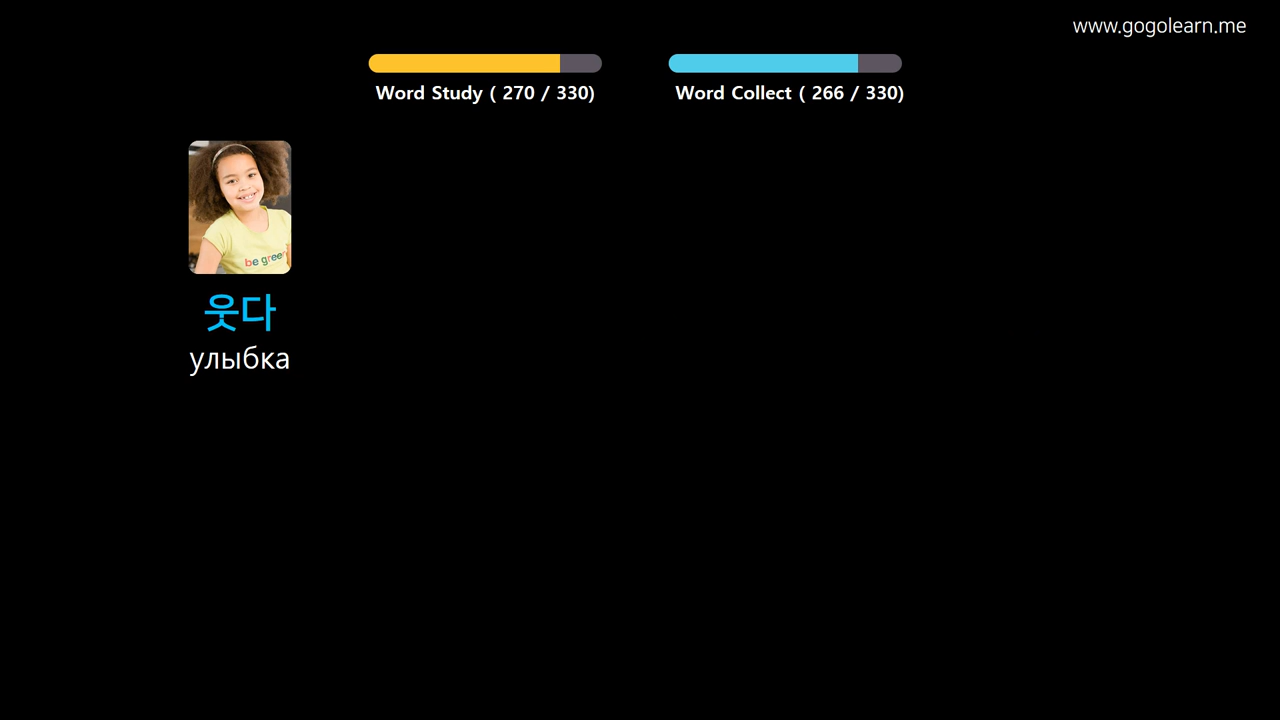 www.gogolearn.me
Word Study ( 270 / 330)
Word Collect ( 266 / 330)
be green
웃다
улыбка